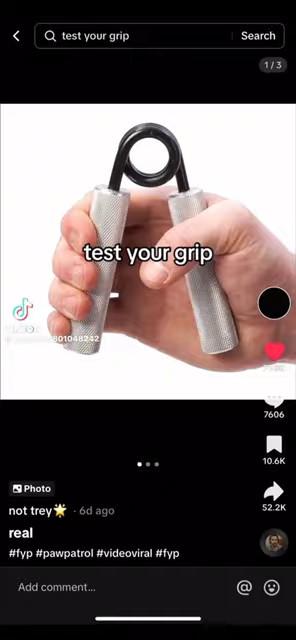 test your grip
Search
1 / 3
test your grip
7606
10.6K
52.2K
Photo
not trey🌟 · 6d ago
real
#fyp #pawpatrol #videoviral #fyp
Add comment...